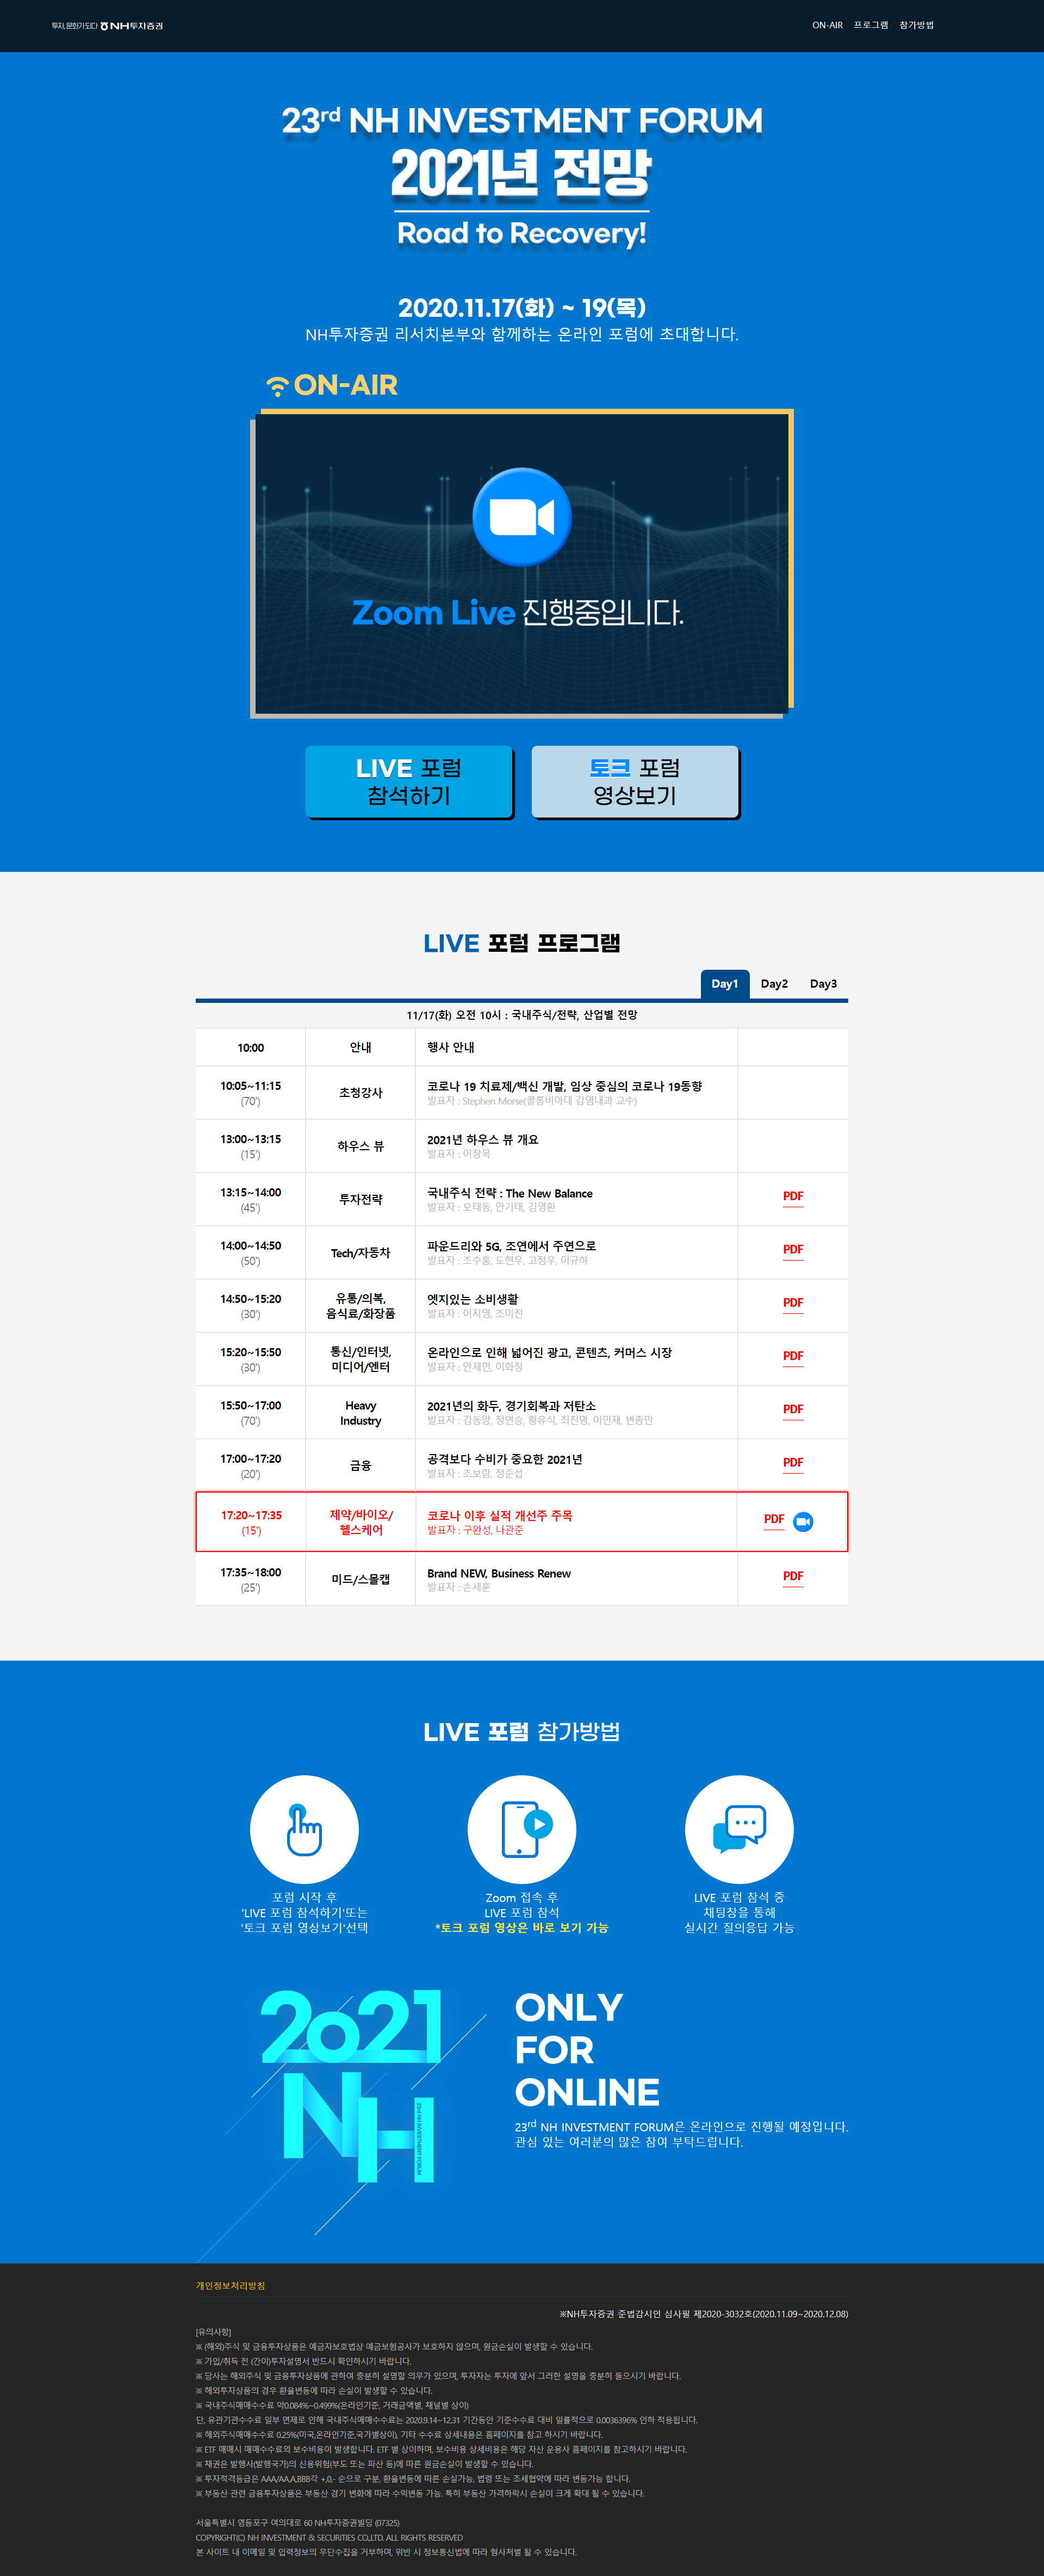 투자, 문화가 되다 NH투자증권
ON-AIR 프로그램 참가방법
23rd NH INVESTMENT FORUM
2021년 전망
Road to Recovery!
2020.11.17(화) ~ 19(목)
NH투자증권 리서치본부와 함께하는 온라인 포럼에 초대합니다.
ON-AIR
Zoom Live 진행중입니다.
LIVE 포럼
참석하기
토크 포럼
영상보기
LIVE 포럼 프로그램
Day1 Day2 Day3
11/17(화) 오전 10시 : 국내주식/전략, 산업별 전망
10:00 안내 행사 안내
10:05~11:15
(70')
초청강사
코로나 19 치료제/백신 개발, 임상 중심의 코로나 19동향
발표자 : Stephen Morse(콜롬비아대 감염내과 교수)
13:00~13:15
(15')
하우스 뷰
2021년 하우스 뷰 개요
발표자 : 이창목
13:15~14:00
(45')
투자전략
국내주식 전략 : The New Balance
발표자 : 오태동, 안기태, 김영환
PDF
14:00~14:50
(50')
Tech/자동차
파운드리와 5G, 조연에서 주연으로
발표자 : 조수홍, 도현우, 고정우, 이규하
PDF
14:50~15:20
(30')
유통/의복,
음식료/화장품
엣지있는 소비생활
발표자 : 이지영, 조미진
PDF
15:20~15:50
(30')
통신/인터넷,
미디어/엔터
온라인으로 인해 넓어진 광고, 콘텐츠, 커머스 시장
발표자 : 안재민, 이화정
PDF
15:50~17:00
(70')
Heavy
Industry
2021년의 화두, 경기회복과 저탄소
발표자 : 김동양, 정연승, 황유식, 최진명, 이민재, 변종만
PDF
17:00~17:20
(20')
금융
공격보다 수비가 중요한 2021년
발표자 : 조보람, 정준섭
PDF
17:20~17:35
(15')
제약/바이오/
헬스케어
코로나 이후 실적 개선주 주목
발표자 : 구완성, 나관준
PDF
17:35~18:00
(25')
미드/스몰캡
Brand NEW, Business Renew
발표자 : 손세훈
PDF
LIVE 포럼 참가방법
포럼 시작 후
'LIVE 포럼 참석하기'또는
'토크 포럼 영상보기'선택
Zoom 접속 후
LIVE 포럼 참석
*토크 포럼 영상은 바로 보기 가능
LIVE 포럼 참석 중
채팅창을 통해
실시간 질의응답 가능
2021
NH
23rd NH INVESTMENT FORUM
ONLY
FOR
ONLINE
23rd NH INVESTMENT FORUM은 온라인으로 진행될 예정입니다.
관심 있는 여러분의 많은 참여 부탁드립니다.
개인정보처리방침
※NH투자증권 준법감시인 심사필 제2020-3032호(2020.11.09~2020.12.08)
[유의사항]
※ (해외)주식 및 금융투자상품은 예금자보호법상 예금보험공사가 보호하지 않으며, 원금손실이 발생할 수 있습니다.
※ 가입/취득 전 (간이)투자설명서 반드시 확인하시기 바랍니다.
※ 당사는 해외주식 및 금융투자상품에 관하여 충분히 설명할 의무가 있으며, 투자자는 투자에 앞서 그러한 설명을 충분히 들으시기 바랍니다.
※ 해외투자상품의 경우 환율변동에 따라 손실이 발생할 수 있습니다.
※ 국내주식매매수수료 약0.084%~0.499%(온라인기준, 거래금액별, 채널별 상이)
단, 유관기관수수료 일부 면제로 인해 국내주식매매수수료는 2020.9.14~12.31 기간동안 기준수수료 대비 일률적으로 0.0036396% 인하 적용됩니다.
※ 해외주식매매수수료 0.25%(미국,온라인기준,국가별상이), 기타 수수료 상세내용은 홈페이지를 참고 하시기 바랍니다.
※ ETF 매매시 매매수수료외 보수비용이 발생합니다. ETF 별 상이하며, 보수비용 상세비용은 해당 자산 운용사 홈페이지를 참고하시기 바랍니다.
※ 채권은 발행사(발행국가)의 신용위험(부도 또는 파산 등)에 따른 원금손실이 발생할 수 있습니다.
※ 투자적격등급은 AAA/AA,A,BBB각 +,0,- 순으로 구분, 환율변동에 따른 손실가능, 법령 또는 조세협약에 따라 변동가능 합니다.
※ 부동산 관련 금융투자상품은 부동산 경기 변화에 따라 수익변동 가능. 특히 부동산 가격하락시 손실이 크게 확대 될 수 있습니다.
서울특별시 영등포구 여의대로 60 NH투자증권빌딩 (07325)
COPYRIGHT(C) NH INVESTMENT & SECURITIES CO.,LTD. ALL RIGHTS RESERVED
본 사이트 내 이메일 및 입력정보의 무단수집을 거부하며, 위반 시 정보통신법에 따라 형사처벌 될 수 있습니다.